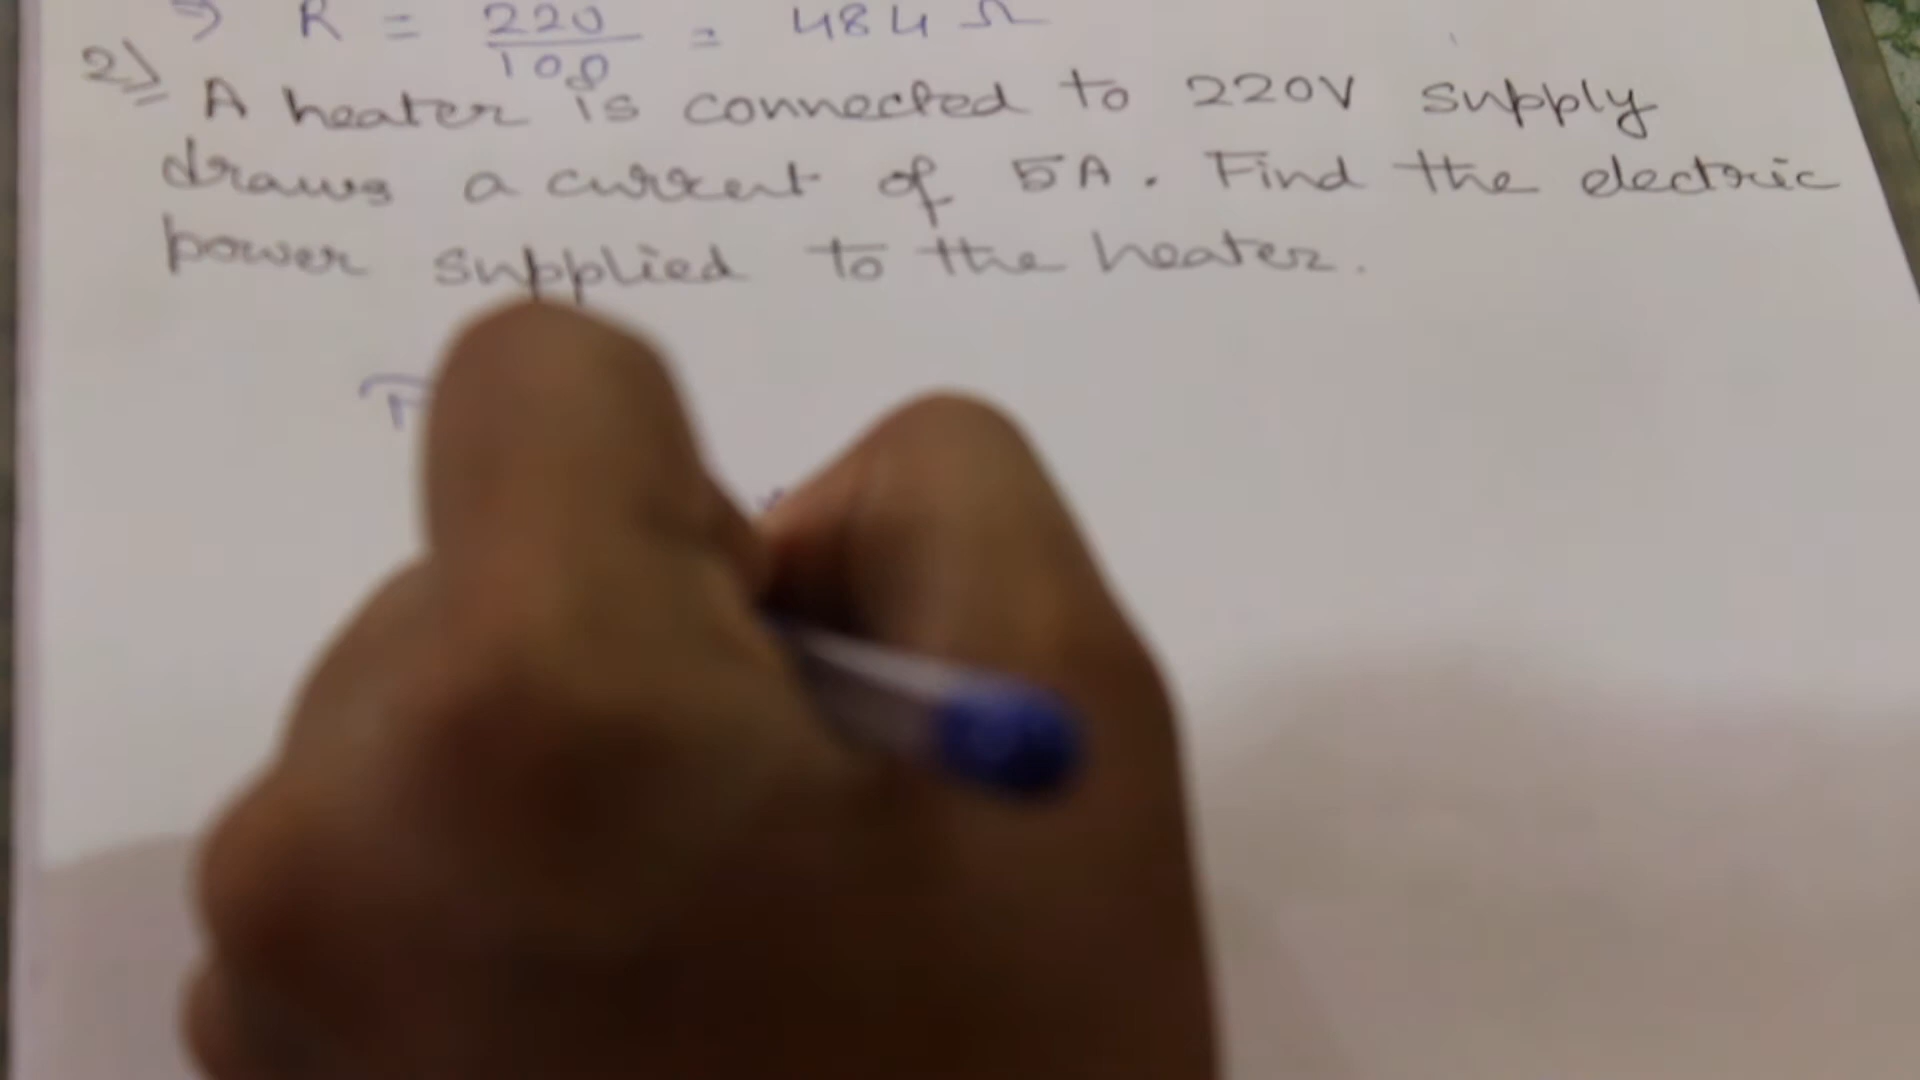 ⇒ R = 220/100 = 484 Ω
2) A heater is connected to 220V supply
draws a current of 5A. Find the electric
power supplied to the heater.
P